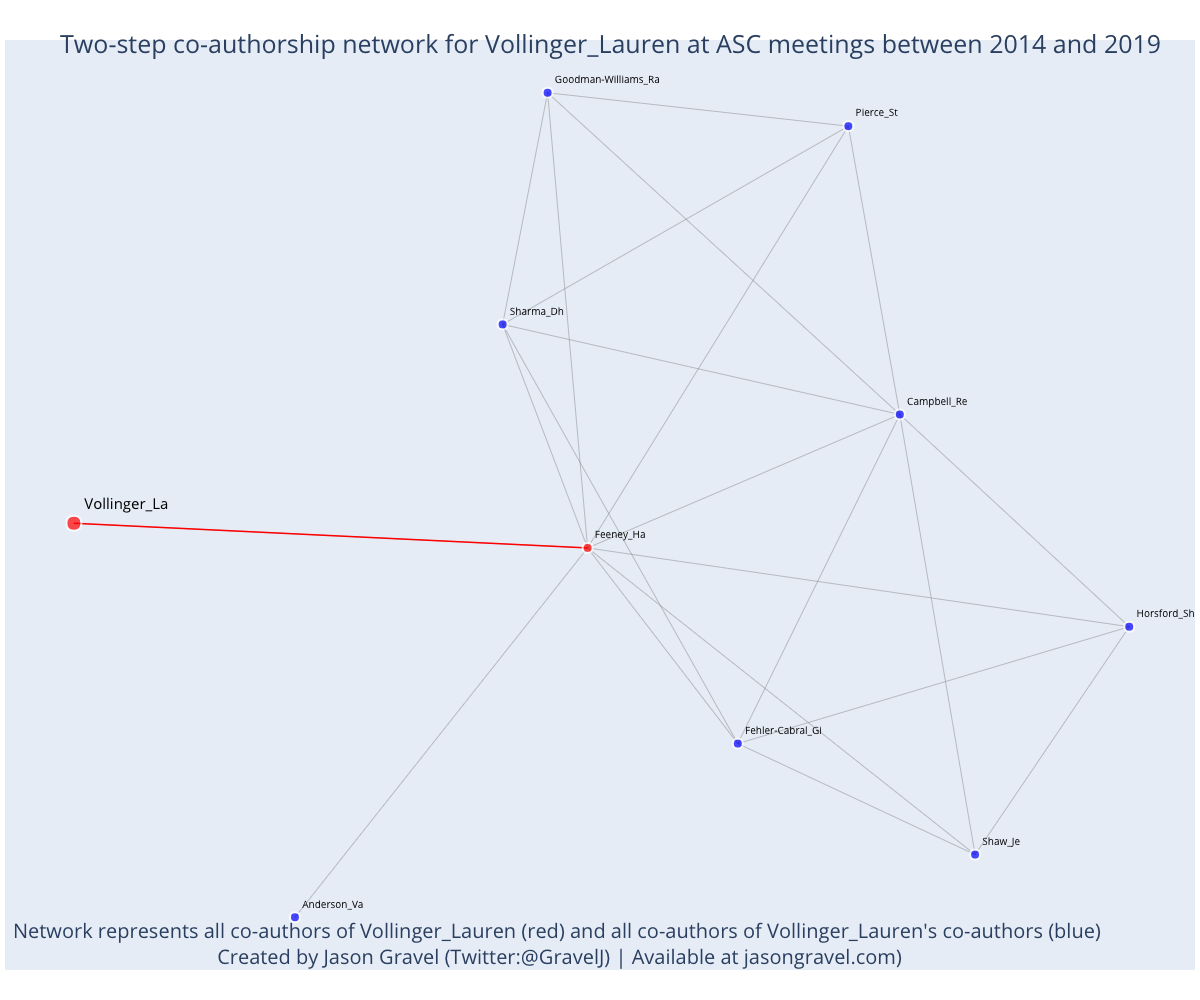 Two-step co-authorship network for Vollinger_Lauren at ASC meetings between 2014 and 2019
Goodman-Williams_Ra
Pierce_St
Sharma_Dh
Campbell_Re
Vollinger_La
Feeney_Ha
Horsford_Sh
Fehler-Cabral_Gi
Shaw_Je
Anderson_Va
Network represents all co-authors of Vollinger_Lauren (red) and all co-authors of Vollinger_Lauren's co-authors (blue)
Created by Jason Gravel (Twitter:@GravelJ) | Available at jasongravel.com)